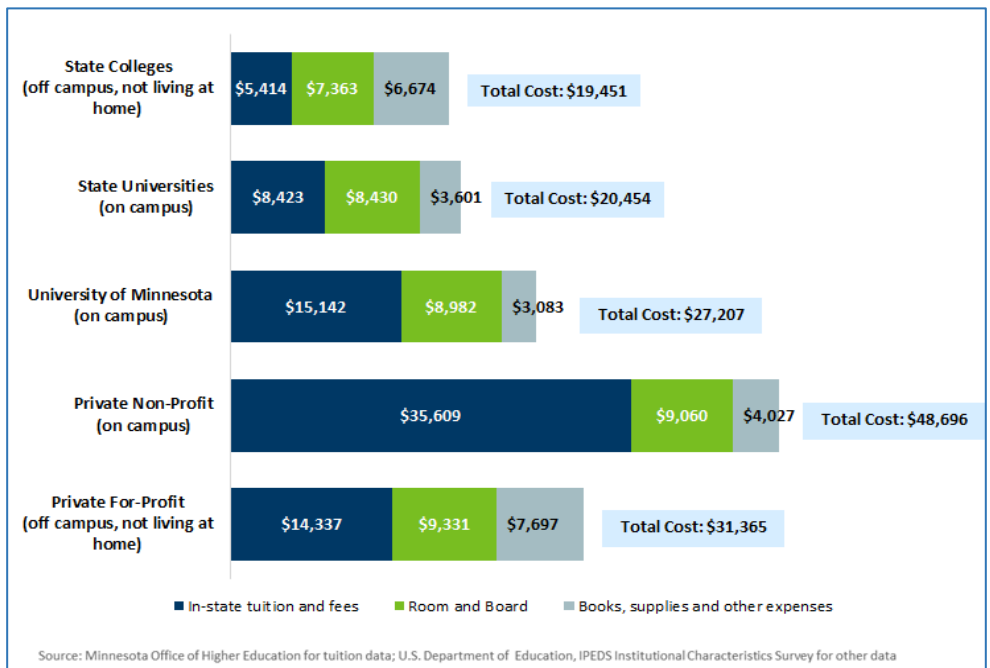 State Colleges
(off campus, not living at
home)
$5,414 $7,363 $6,674 Total Cost: $19,451
State Universities
(on campus)
$8,423 $8,430 $3,601 Total Cost: $20,454
University of Minnesota
(on campus)
$15,142 $8,982 $3,083 Total Cost: $27,207
Private Non-Profit
(on campus)
$35,609 $9,060 $4,027 Total Cost: $48,696
Private For-Profit
(off campus, not living at
home)
$14,337 $9,331 $7,697 Total Cost: $31,365
In-state tuition and fees Room and Board Books, supplies and other expenses
Source: Minnesota Office of Higher Education for tuition data; U.S. Department of Education, IPEDS Institutional Characteristics Survey for other data